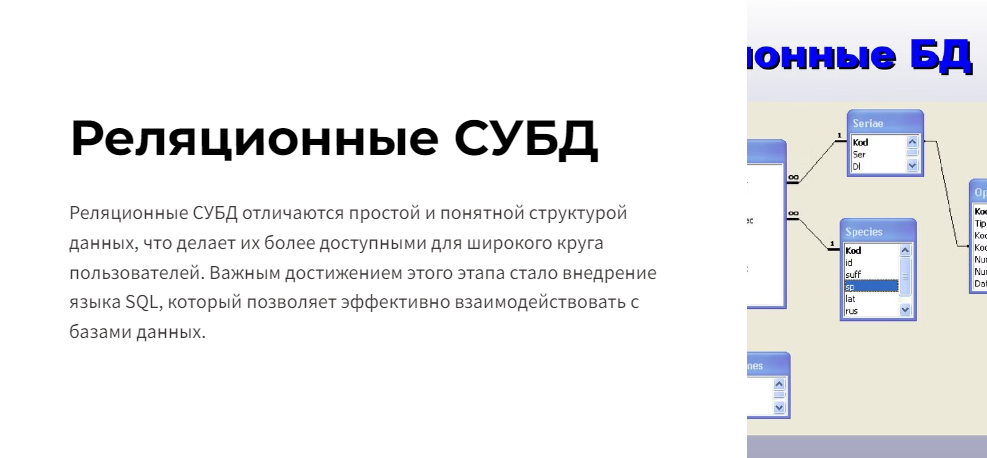 Реляционные СУБД
Реляционные СУБД отличаются простой и понятной структурой
данных, что делает их более доступными для широкого круга
пользователей. Важным достижением этого этапа стало внедрение
языка SQL, который позволяет эффективно взаимодействовать с
базами данных.
БД
Seriae
Kod
Ser
1
∞
∞
1
Species
Kod
id
suff
sp
lat
rus